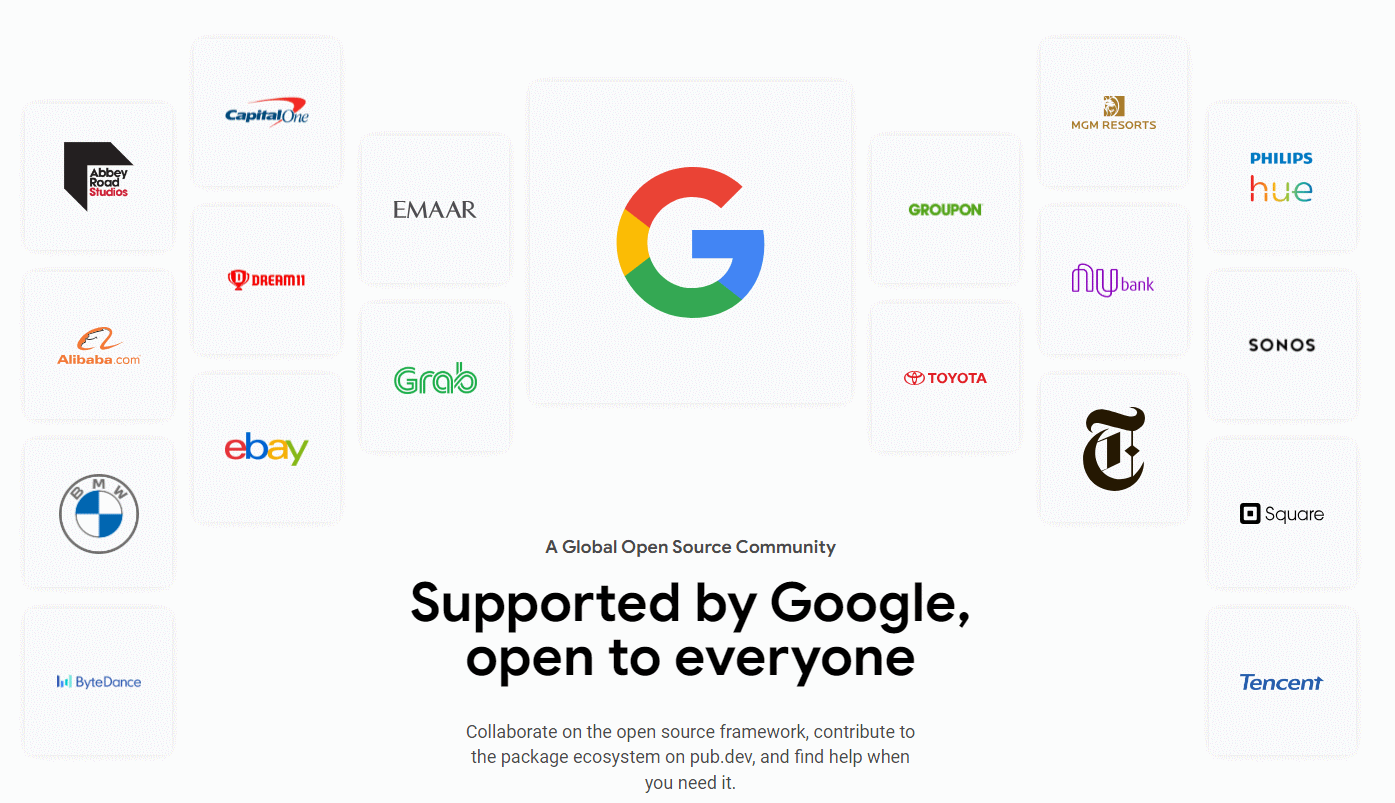 Abbey
Road
Studios
Alibaba.com
BMW
ByteDance
Capital One
DREAM11
ebay
EMAAR
Grab
G
GROUPON
TOYOTA
MGM RESORTS
nu bank
T
PHILIPS
hue
SONOS
Square
Tencent
A Global Open Source Community
Supported by Google,
open to everyone
Collaborate on the open source framework, contribute to
the package ecosystem on pub.dev, and find help when
you need it.